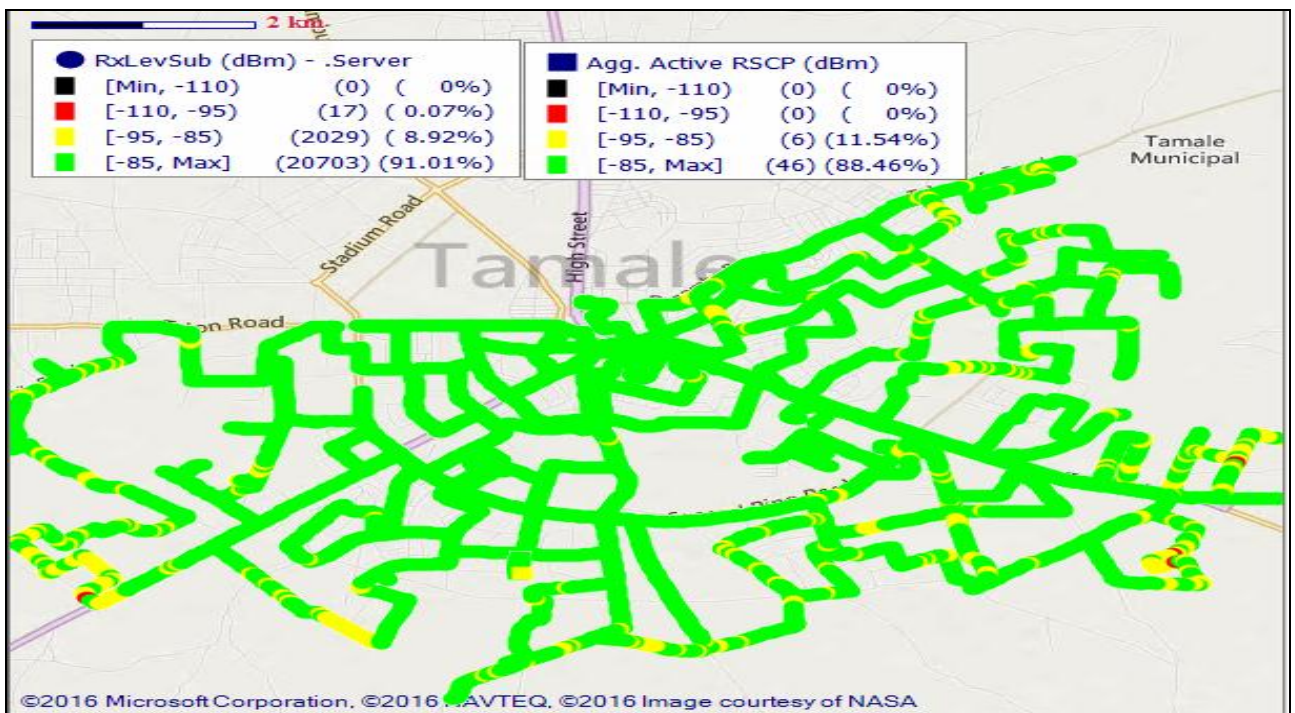 2 km
RxLevSub (dBm) - .Server
[Min, -110) (0) ( 0%)
[-110, -95) (17) ( 0.07%)
[-95, -85) (2029) ( 8.92%)
[-85, Max] (20703) (91.01%)
Agg. Active RSCP (dBm)
[Min, -110) (0) ( 0%)
[-110, -95) (0) ( 0%)
[-95, -85) (6) (11.54%)
[-85, Max] (46) (88.46%)
Tamale
Municipal
Stadium Road
High Street
Tamale
Road
©2016 Microsoft Corporation, ©2016 NAVTEQ, ©2016 Image courtesy of NASA